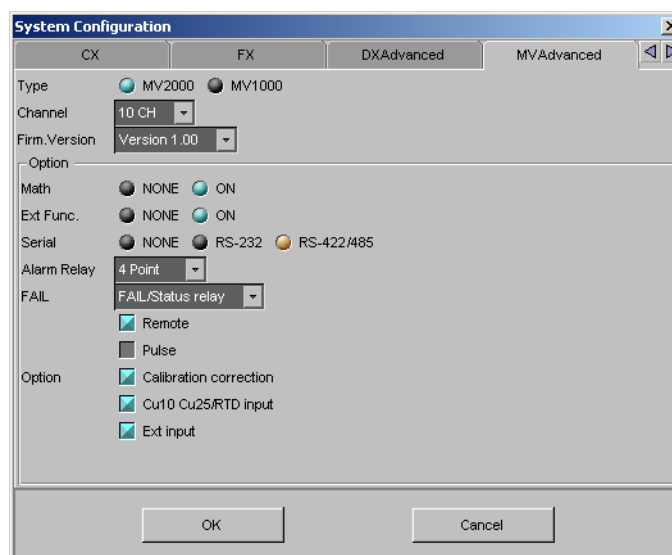 System Configuration
CX FX DXAdvanced MVAdvanced
Type MV2000 MV1000
Channel 10 CH
Firm.Version Version 1.00
Option
Math NONE ON
Ext Func. NONE ON
Serial NONE RS-232 RS-422/485
Alarm Relay 4 Point
FAIL FAIL/Status relay
Remote
Pulse
Option Calibration correction
Cu10 Cu25/RTD input
Ext input
OK Cancel